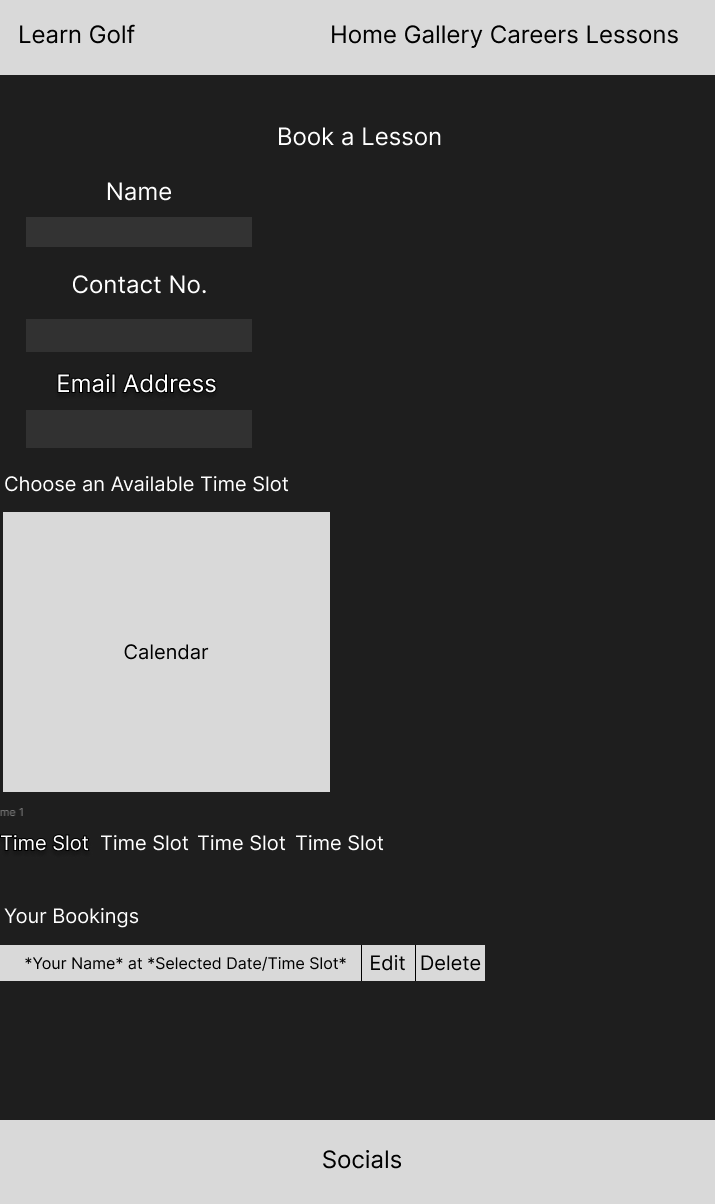 Learn Golf Home Gallery Careers Lessons
Book a Lesson
Name
Contact No.
Email Address
Choose an Available Time Slot
Calendar
me 1
Time Slot Time Slot Time Slot Time Slot
Your Bookings
*Your Name* at *Selected Date/Time Slot* Edit Delete
Socials